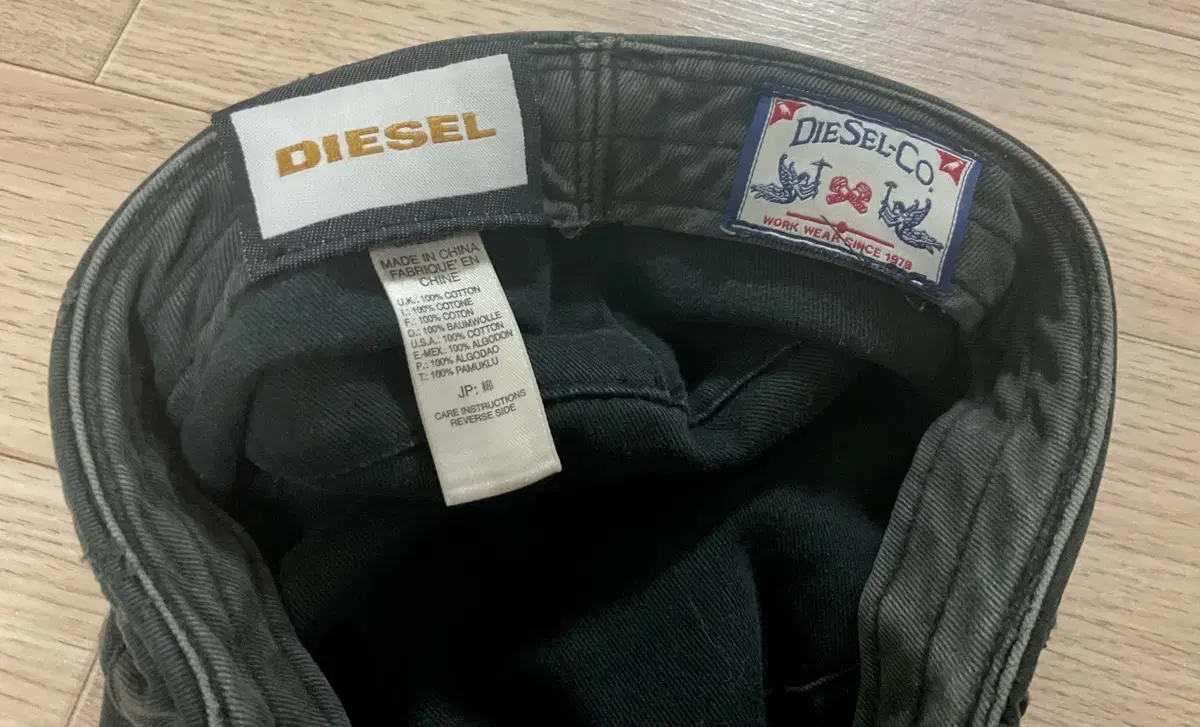 DIESEL
MADE IN CHINA
FABRIQUE' EN
CHINE
U.K.: 100% COTTON
I.: 100% COTONE
F.: 100% COTON
D.: 100% BAUMWOLLE
U.S.A.: 100% COTTON
E-MEX.: 100% ALGODON
P.: 100% ALGODAO
T.: 100% PAMUKLU
JP: 綿
CARE INSTRUCTIONS
REVERSE SIDE
DIESEL-CO.
WORK WEAR SINCE 1978